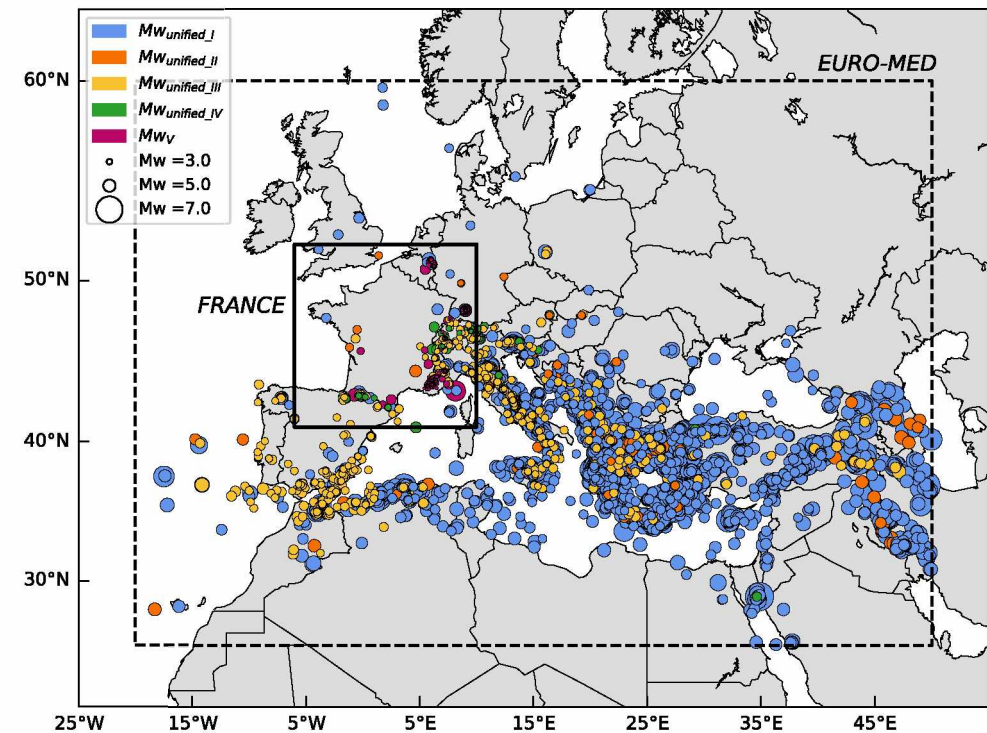 Mw_unified_I
Mw_unified_II
Mw_unified_III
Mw_unified_IV
Mw_V
Mw =3.0
Mw =5.0
Mw =7.0
EURO-MED
FRANCE
60°N
50°N
40°N
30°N
25°W 15°W 5°W 5°E 15°E 25°E 35°E 45°E